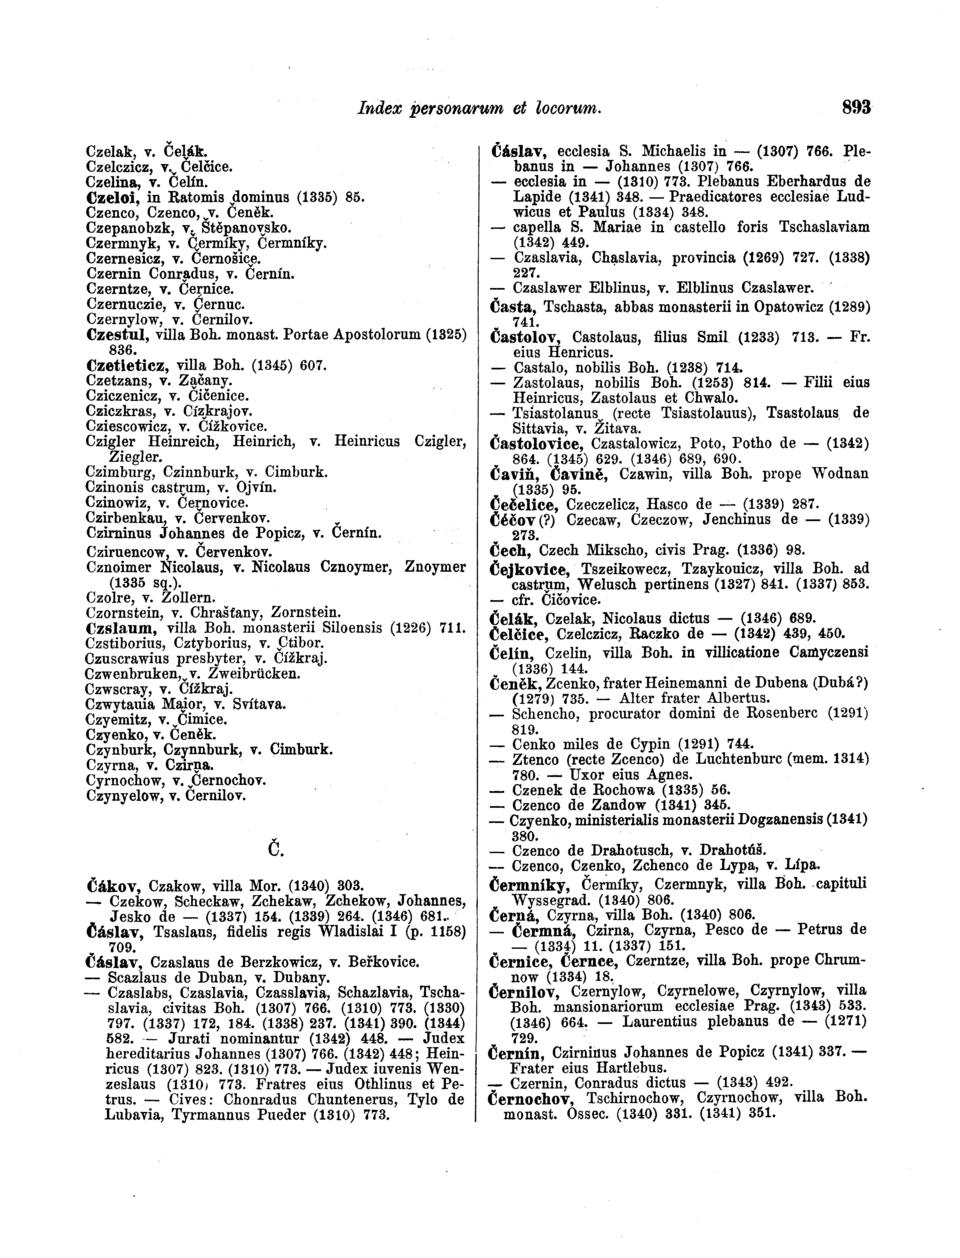 Index personarum et locorum. 893
Czelak, v. Čelák.
Czelczicz, v. Čelčice.
Czelina, v. Čelín.
Czeloi, in Ratomis dominus (1335) 85.
Czenco, Czenco, v. Čeněk.
Czepanobzk, v. Štěpanovsko.
Czermnyk, v. Čermíky, Čermníky.
Czernesicz, v. Černošice.
Czernin Conradus, v. Černín.
Czerntze, v. Černice.
Czernuczie, v. Černuc.
Czernylow, v. Černilov.
Czestul, villa Boh. monast. Portae Apostolorum (1325)
836.
Czetieticz, villa Boh. (1345) 607.
Czetzans, v. Začany.
Cziczenicz, v. Čičenice.
Cziczkras, v. Cízkrajov.
Cziescowicz, v. Čížkovice.
Czigler Heinreich, Heinrich, v. Heinricus Czigler,
Ziegler.
Czimburg, Czinnburk, v. Cimburk.
Czinonis castrum, v. Ojvín.
Czinowiz, v. Černovice.
Czirbenkau, v. Červenkov.
Czirninus Johannes de Popicz, v. Černín.
Cziruencow, v. Červenkov.
Cznoimer Nicolaus, v. Nicolaus Cznoymer, Znoymer
(1335 sq.).
Czolre, v. Zollern.
Czornstein, v. Chrašťany, Zornstein.
Czslaum, villa Boh. monasterii Siloensis (1226) 711.
Czstiborius, Cztyborius, v. Ctibor.
Czuscrawius presbyter, v. Čížkraj.
Czwenbruken, v. Zweibrücken.
Czwscray, v. Čížkraj.
Czwytauia Maior, v. Svítava.
Czyemitz, v. Čimice.
Czyenko, v. Čeněk.
Czynburk, Czynnburk, v. Cimburk.
Czyrna, v. Czirna.
Cyrnochow, v. Černochov.
Czynyelow, v. Černilov.
Č.
Čákov, Czakow, villa Mor. (1340) 303.
— Czekow, Scheckaw, Zchekaw, Zchekow, Johannes,
Jesko de — (1337) 154. (1339) 264. (1346) 681.
Čáslav, Tsaslaus, fidelis regis Wladislai I (p. 1158)
709.
Čáslav, Czaslaus de Berzkowicz, v. Beřkovice.
— Scazlaus de Duban, v. Dubany.
— Czaslabs, Czaslavia, Czasslavia, Schazlavia, Tscha-
slavia, civitas Boh. (1307) 766. (1310) 773. (1330)
797. (1337) 172, 184. (1338) 237. (1341) 390. (1344)
582. — Jurati nominantur (1342) 448. — Judex
hereditarius Johannes (1307) 766. (1342) 448; Hein-
ricus (1307) 823. (1310) 773. — Judex iuvenis Wen-
zeslaus (1310) 773. Fratres eius Othlinus et Pe-
trus. — Cives: Chonradus Chuntenerus, Tylo de
Lubavia, Tyrmannus Pueder (1310) 773.
Čáslav, ecclesia S. Michaelis in — (1307) 766. Ple-
banus in — Johannes (1307) 766.
— ecclesia in — (1310) 773. Plebanus Eberhardus de
Lapide (1341) 348. — Praedicatores ecclesiae Lud-
wicus et Paulus (1334) 348.
— capella S. Mariae in castello foris Tschaslaviam
(1342) 449.
— Czaslavia, Chaslavia, provincia (1269) 727. (1338)
227.
— Czaslawer Elblinus, v. Elblinus Czaslawer.
Časta, Tschasta, abbas monasterii in Opatowicz (1289)
741.
Častolov, Castolaus, filius Smil (1233) 713. — Fr.
eius Henricus.
— Castalo, nobilis Boh. (1238) 714.
— Zastolaus, nobilis Boh. (1253) 814. — Filii eius
Heinricus, Zastolaus et Chwalo.
— Tsiastolanus (recte Tsiastolauus), Tsastolaus de
Sittavia, v. Žitava.
Častolovice, Czastalowicz, Poto, Potho de — (1342)
864. (1345) 629. (1346) 689, 690.
Čaviň, Čavině, Czawin, villa Boh. prope Wodnan
(1335) 95.
Čečelice, Czeczelicz, Hasco de — (1339) 287.
Čéčov(?) Czecaw, Czeczow, Jenchinus de — (1339)
273.
Čech, Czech Mikscho, civis Prag. (1336) 98.
Čejkovice, Tszeikowecz, Tzaykouicz, villa Boh. ad
castrum, Welusch pertinens (1327) 841. (1337) 853.
— cfr. Čičovice.
Čelák, Czelak, Nicolaus dictus — (1346) 689.
Čelčice, Czelczicz, Raczko de — (1342) 439, 450.
Čelín, Czelin, villa Boh. in villicatione Camyczensi
(1336) 144.
Čeněk, Zcenko, frater Heinemanni de Dubena (Dubá?)
(1279) 735. — Alter frater Albertus.
— Schencho, procurator domini de Rosenberc (1291)
819.
— Cenko miles de Cypin (1291) 744.
— Ztenco (recte Zcenco) de Luchtenburc (mem. 1314)
780. — Uxor eius Agnes.
— Czenek de Rochowa (1335) 56.
— Czenco de Zandow (1341) 345.
— Czyenko, ministerialis monasterii Dogzanensis (1341)
380.
— Czenco de Drahotusch, v. Drahotúš.
— Czenco, Czenko, Zchenco de Lypa, v. Lípa.
Čermníky, Čermíky, Czermnyk, villa Boh. capituli
Wyssegrad. (1340) 806.
Černá, Czyrna, villa Boh. (1340) 806.
— Čermná, Czirna, Czyrna, Pesco de — Petrus de
— (1334) 11. (1337) 151.
Černice, Černce, Czerntze, villa Boh. prope Chrum-
now (1334) 18.
Černilov, Czernylow, Czyrnelowe, Czyrnylow, villa
Boh. mansionariorum ecclesiae Prag. (1343) 533.
(1346) 664. — Laurentius plebanus de — (1271)
729.
Černín, Czirninus Johannes de Popicz (1341) 337. —
Frater eius Hartlebus.
— Czernin, Conradus dictus — (1343) 492.
Černochov, Tschirnochow, Czyrnochow, villa Boh.
monast. Ossec. (1340) 331. (1341) 351.